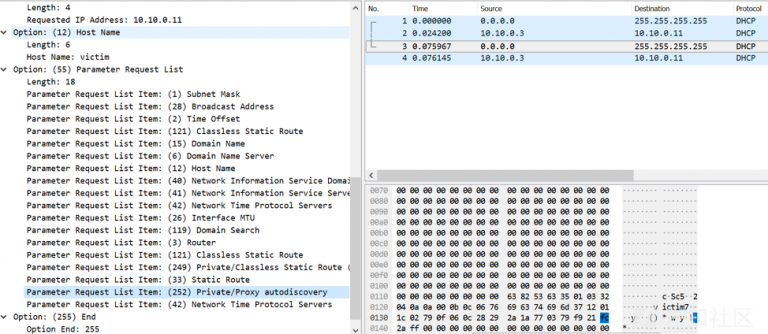 Length: 4
Requested IP Address: 10.10.0.11
Option: (12) Host Name
Length: 6
Host Name: victim
Option: (55) Parameter Request List
Length: 18
Parameter Request List Item: (1) Subnet Mask
Parameter Request List Item: (28) Broadcast Address
Parameter Request List Item: (2) Time Offset
Parameter Request List Item: (121) Classless Static Route
Parameter Request List Item: (15) Domain Name
Parameter Request List Item: (6) Domain Name Server
Parameter Request List Item: (12) Host Name
Parameter Request List Item: (40) Network Information Service Domai
Parameter Request List Item: (41) Network Information Service Serve
Parameter Request List Item: (42) Network Time Protocol Servers
Parameter Request List Item: (26) Interface MTU
Parameter Request List Item: (119) Domain Search
Parameter Request List Item: (3) Router
Parameter Request List Item: (121) Classless Static Route
Parameter Request List Item: (249) Private/Classless Static Route (
Parameter Request List Item: (33) Static Route
Parameter Request List Item: (252) Private/Proxy autodiscovery
Parameter Request List Item: (42) Network Time Protocol Servers
Option: (255) End
Option End: 255
No. Time Source Destination Protocol
1 0.000000 0.0.0.0 255.255.255.255 DHCP
2 0.024200 10.10.0.3 10.10.0.11 DHCP
3 0.075967 0.0.0.0 255.255.255.255 DHCP
4 0.076145 10.10.0.3 10.10.0.11 DHCP
0070 00 00 00 00 00 00 00 00 00 00 00 00 00 00 00 00
0080 00 00 00 00 00 00 00 00 00 00 00 00 00 00 00 00
0090 00 00 00 00 00 00 00 00 00 00 00 00 00 00 00 00
00a0 00 00 00 00 00 00 00 00 00 00 00 00 00 00 00 00
00b0 00 00 00 00 00 00 00 00 00 00 00 00 00 00 00 00
00c0 00 00 00 00 00 00 00 00 00 00 00 00 00 00 00 00
00d0 00 00 00 00 00 00 00 00 00 00 00 00 00 00 00 00
00e0 00 00 00 00 00 00 00 00 00 00 00 00 00 00 00 00
00f0 00 00 00 00 00 00 00 00 00 00 00 00 00 00 00 00
0100 00 00 00 00 00 00 00 00 00 00 00 00 00 00 00 00
0110 00 00 00 00 00 00 63 82 53 63 35 01 03 32 c Sc5 2
0120 04 0a 0a 00 0b 0c 06 76 69 63 74 69 6d 37 12 01 victim7
0130 1c 02 79 0f 06 0c 28 29 2a 1a 77 03 79 f9 21 fc y ()* w y !
0140 2a ff 00 00 00 00 00 00 00 00 00 00 00 00 00 00 *
社区